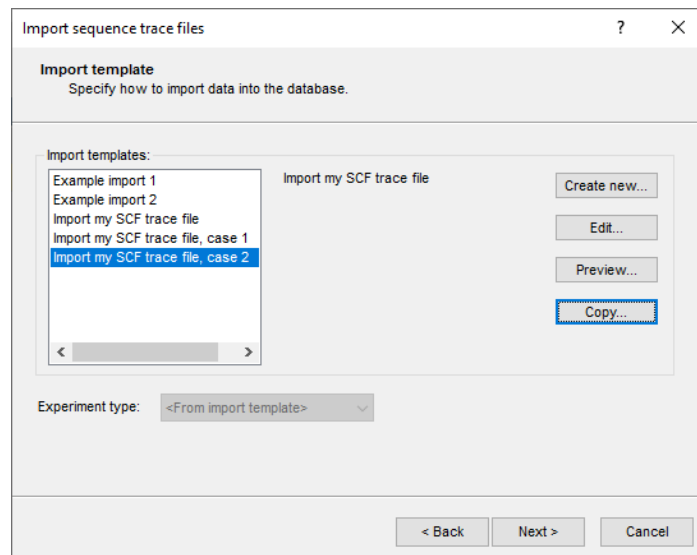 Import sequence trace files
?
Import template
Specify how to import data into the database.
Import templates:
Example import 1
Example import 2
Import my SCF trace file
Import my SCF trace file, case 1
Import my SCF trace file, case 2
Import my SCF trace file
Create new...
Edit...
Preview...
Copy...
Experiment type:
<From import template>
< Back
Next >
Cancel